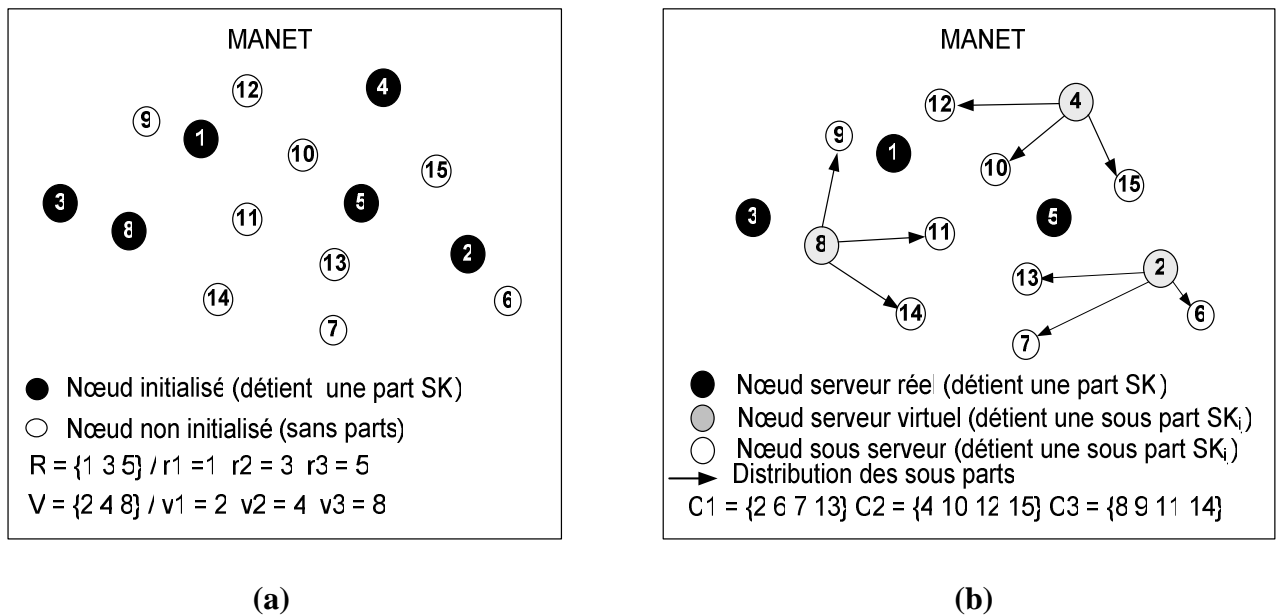 MANET
12
4
9
1
10
15
3
5
11
8
2
13
14
6
7
Nœud initialisé (détient une part SK)
Nœud non initialisé (sans parts)
R = {1 3 5} / r1 =1 r2 = 3 r3 = 5
V = {2 4 8} / v1 = 2 v2 = 4 v3 = 8
(a)
MANET
4
12
9
1
10
15
3
5
11
8
2
13
14
6
7
Nœud serveur réel (détient une part SK)
Nœud serveur virtuel (détient une sous part SKi)
Nœud sous serveur (détient une sous part SKi)
Distribution des sous parts
C1 = {2 6 7 13} C2 = {4 10 12 15} C3 = {8 9 11 14}
(b)